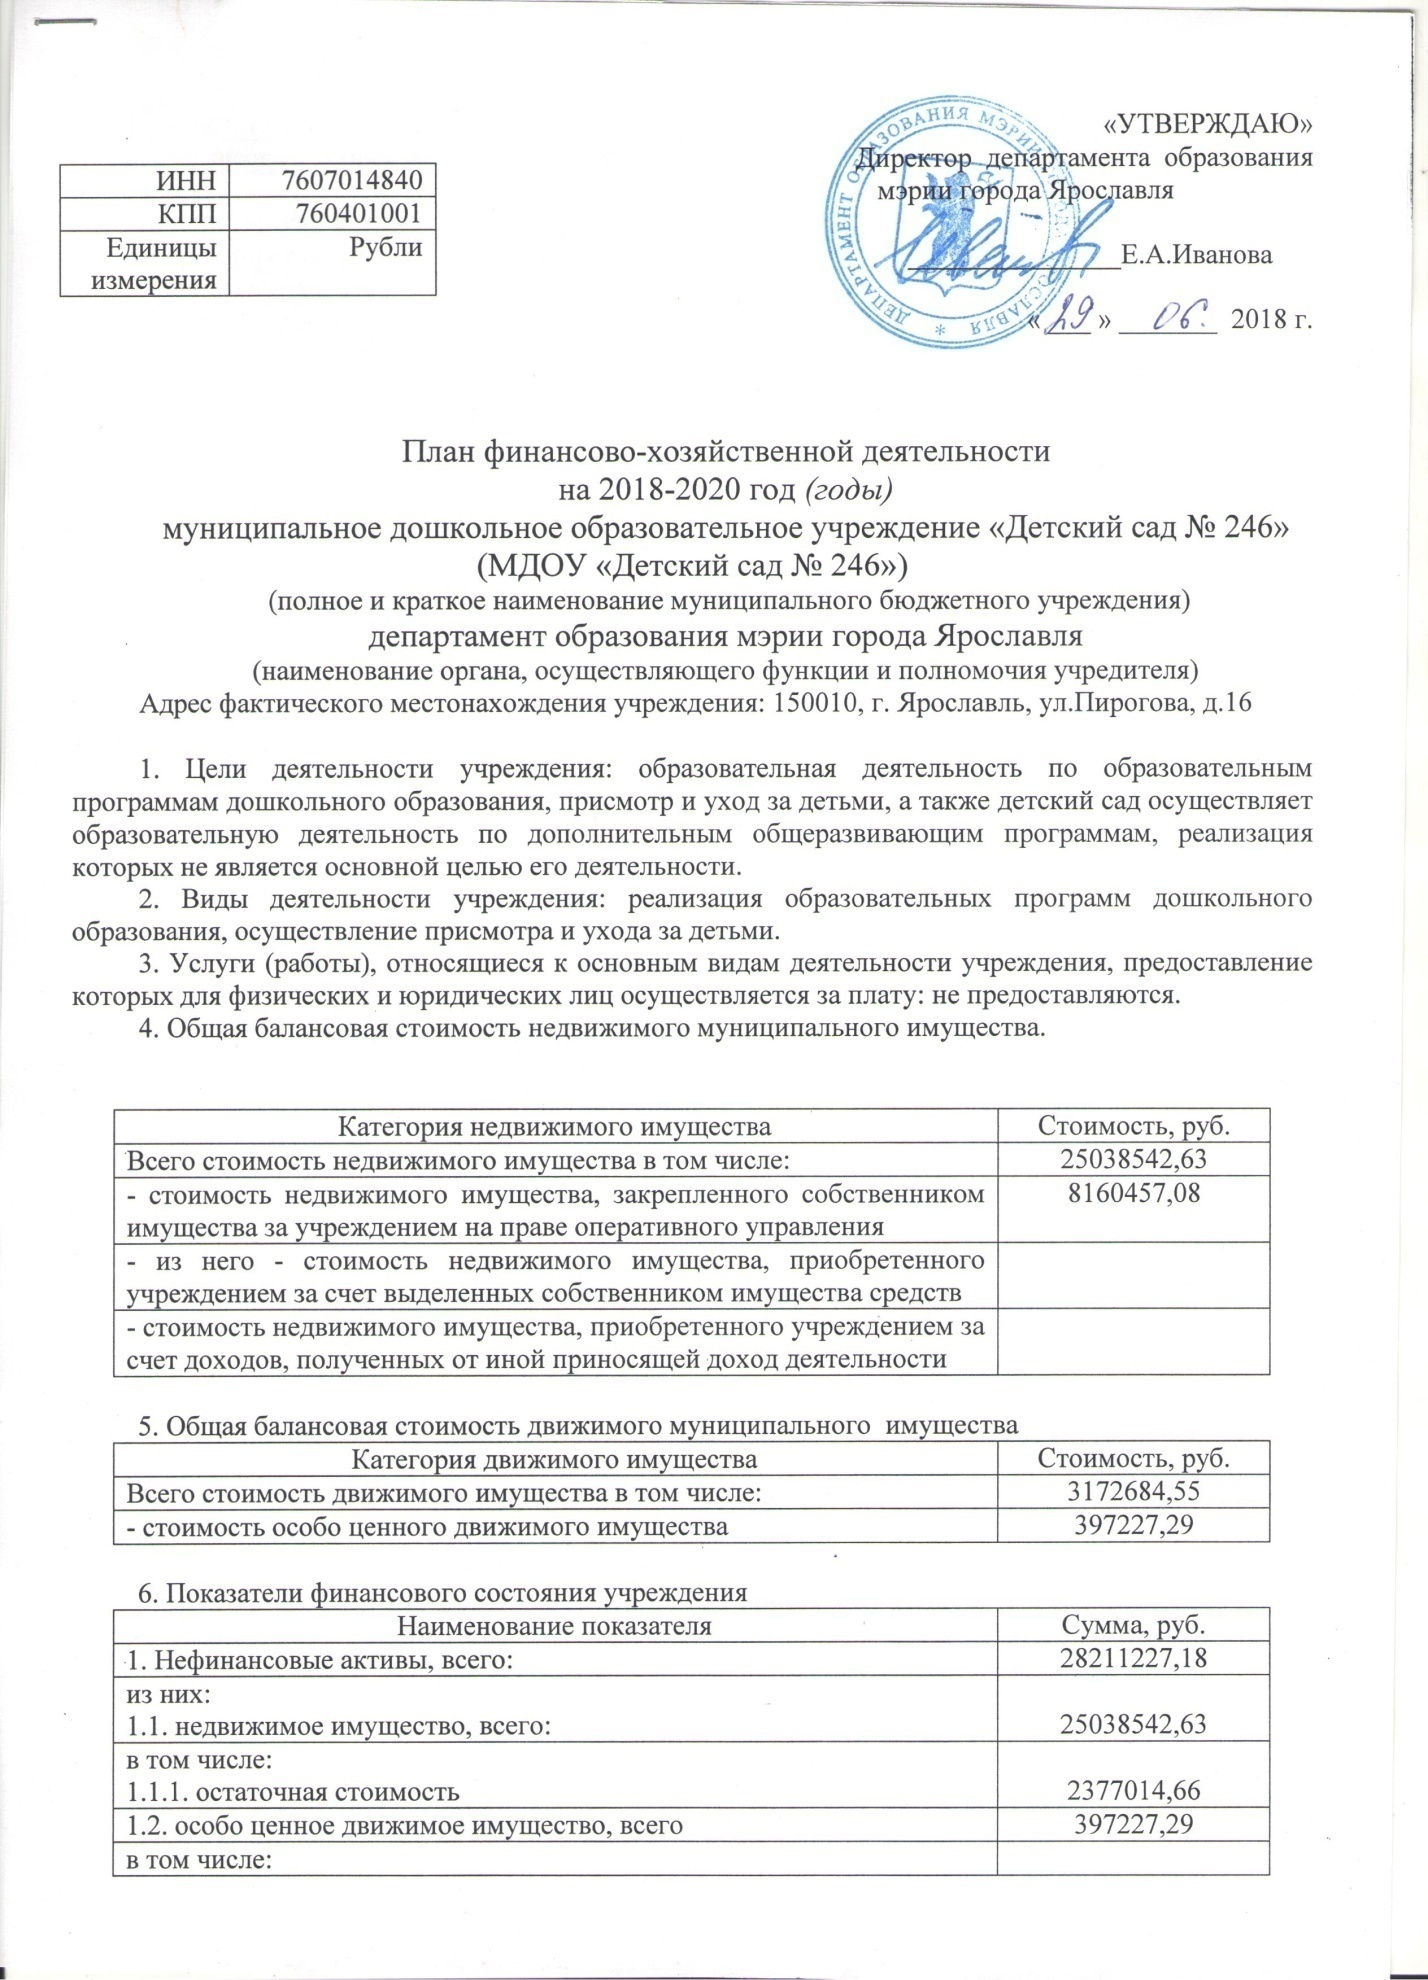 «УТВЕРЖДАЮ»
Директор департамента образования
мэрии города Ярославля
Е.А.Иванова
«29» 06. 2018 г.
ДЕПАРТАМЕНТ ОБРАЗОВАНИЯ МЭРИИ ГОРОДА ЯРОСЛАВЛЯ *
ИНН 7607014840
КПП 760401001
Единицы Рубли
измерения
План финансово-хозяйственной деятельности
на 2018-2020 год (годы)
муниципальное дошкольное образовательное учреждение «Детский сад № 246»
(МДОУ «Детский сад № 246»)
(полное и краткое наименование муниципального бюджетного учреждения)
департамент образования мэрии города Ярославля
(наименование органа, осуществляющего функции и полномочия учредителя)
Адрес фактического местонахождения учреждения: 150010, г. Ярославль, ул.Пирогова, д.16
1. Цели деятельности учреждения: образовательная деятельность по образовательным
программам дошкольного образования, присмотр и уход за детьми, а также детский сад осуществляет
образовательную деятельность по дополнительным общеразвивающим программам, реализация
которых не является основной целью его деятельности.
2. Виды деятельности учреждения: реализация образовательных программ дошкольного
образования, осуществление присмотра и ухода за детьми.
3. Услуги (работы), относящиеся к основным видам деятельности учреждения, предоставление
которых для физических и юридических лиц осуществляется за плату: не предоставляются.
4. Общая балансовая стоимость недвижимого муниципального имущества.
Категория недвижимого имущества Стоимость, руб.
Всего стоимость недвижимого имущества в том числе: 25038542,63
- стоимость недвижимого имущества, закрепленного собственником 8160457,08
имущества за учреждением на праве оперативного управления
- из него - стоимость недвижимого имущества, приобретенного
учреждением за счет выделенных собственником имущества средств
- стоимость недвижимого имущества, приобретенного учреждением за
счет доходов, полученных от иной приносящей доход деятельности
5. Общая балансовая стоимость движимого муниципального имущества
Категория движимого имущества Стоимость, руб.
Всего стоимость движимого имущества в том числе: 3172684,55
- стоимость особо ценного движимого имущества 397227,29
6. Показатели финансового состояния учреждения
Наименование показателя Сумма, руб.
1. Нефинансовые активы, всего: 28211227,18
из них:
1.1. недвижимое имущество, всего: 25038542,63
в том числе:
1.1.1. остаточная стоимость 2377014,66
1.2. особо ценное движимое имущество, всего 397227,29
в том числе: